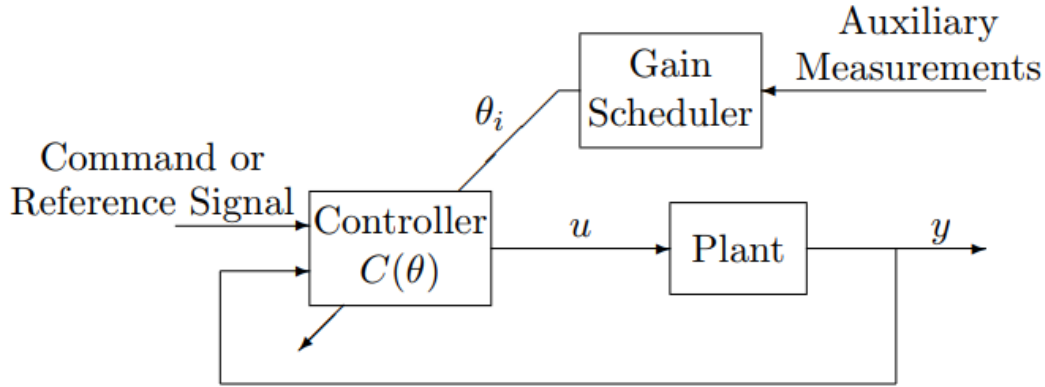 Auxiliary
Measurements
Gain
Scheduler
θᵢ
Command or
Reference Signal
Controller
C(θ)
u
Plant
y